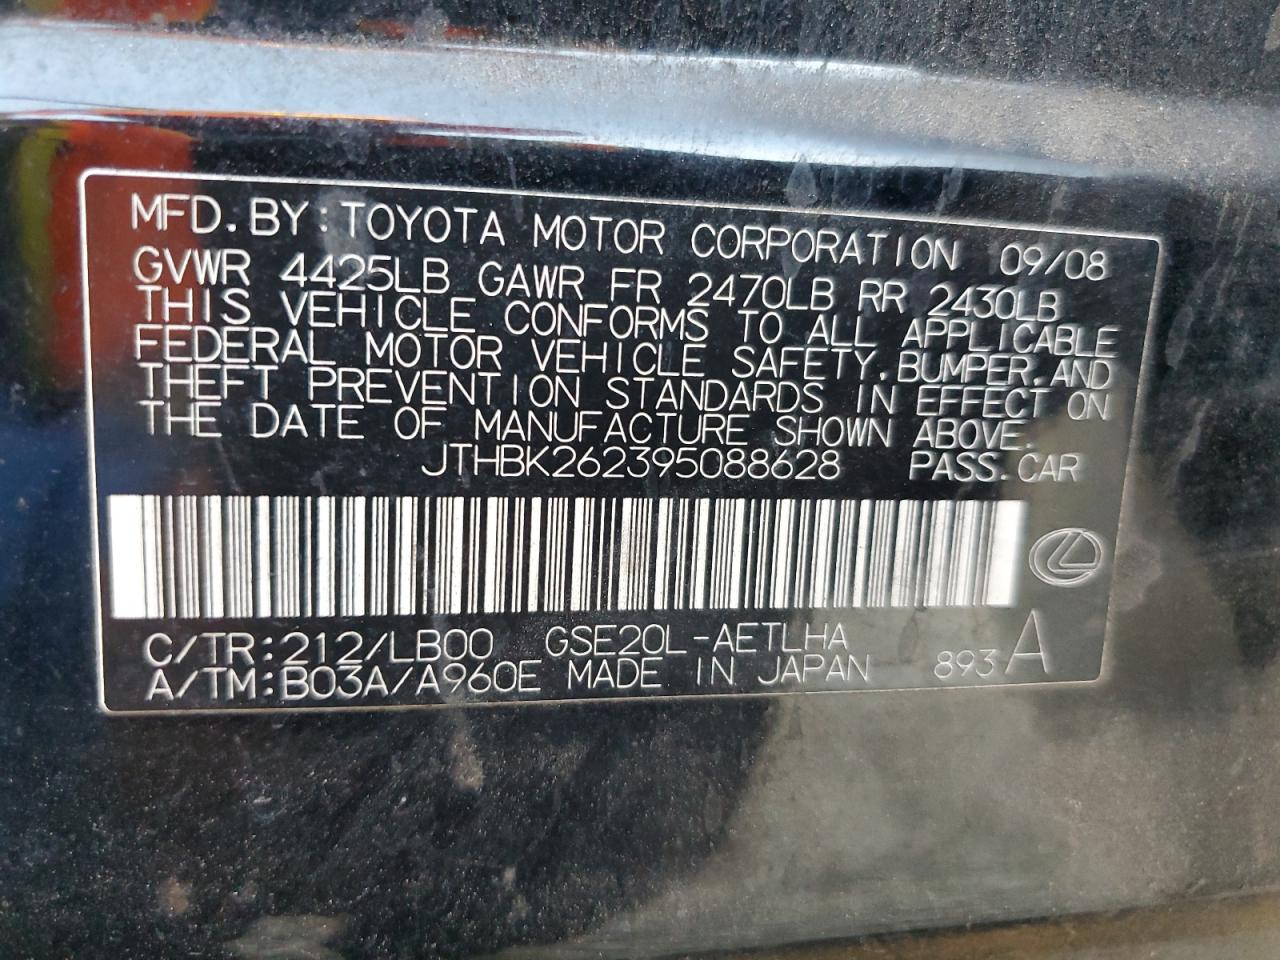 MFD. BY: TOYOTA MOTOR CORPORATION 09/08
GVWR 4425LB GAWR FR 2470LB RR 2430LB
THIS VEHICLE CONFORMS TO ALL APPLICABLE
FEDERAL MOTOR VEHICLE SAFETY, BUMPER, AND
THEFT PREVENTION STANDARDS IN EFFECT ON
THE DATE OF MANUFACTURE SHOWN ABOVE.
JTHBK262395088628 PASS. CAR
C/TR: 212/LB00 GSE20L-AETLHA
A/TM: B03A/A960E MADE IN JAPAN 893 A